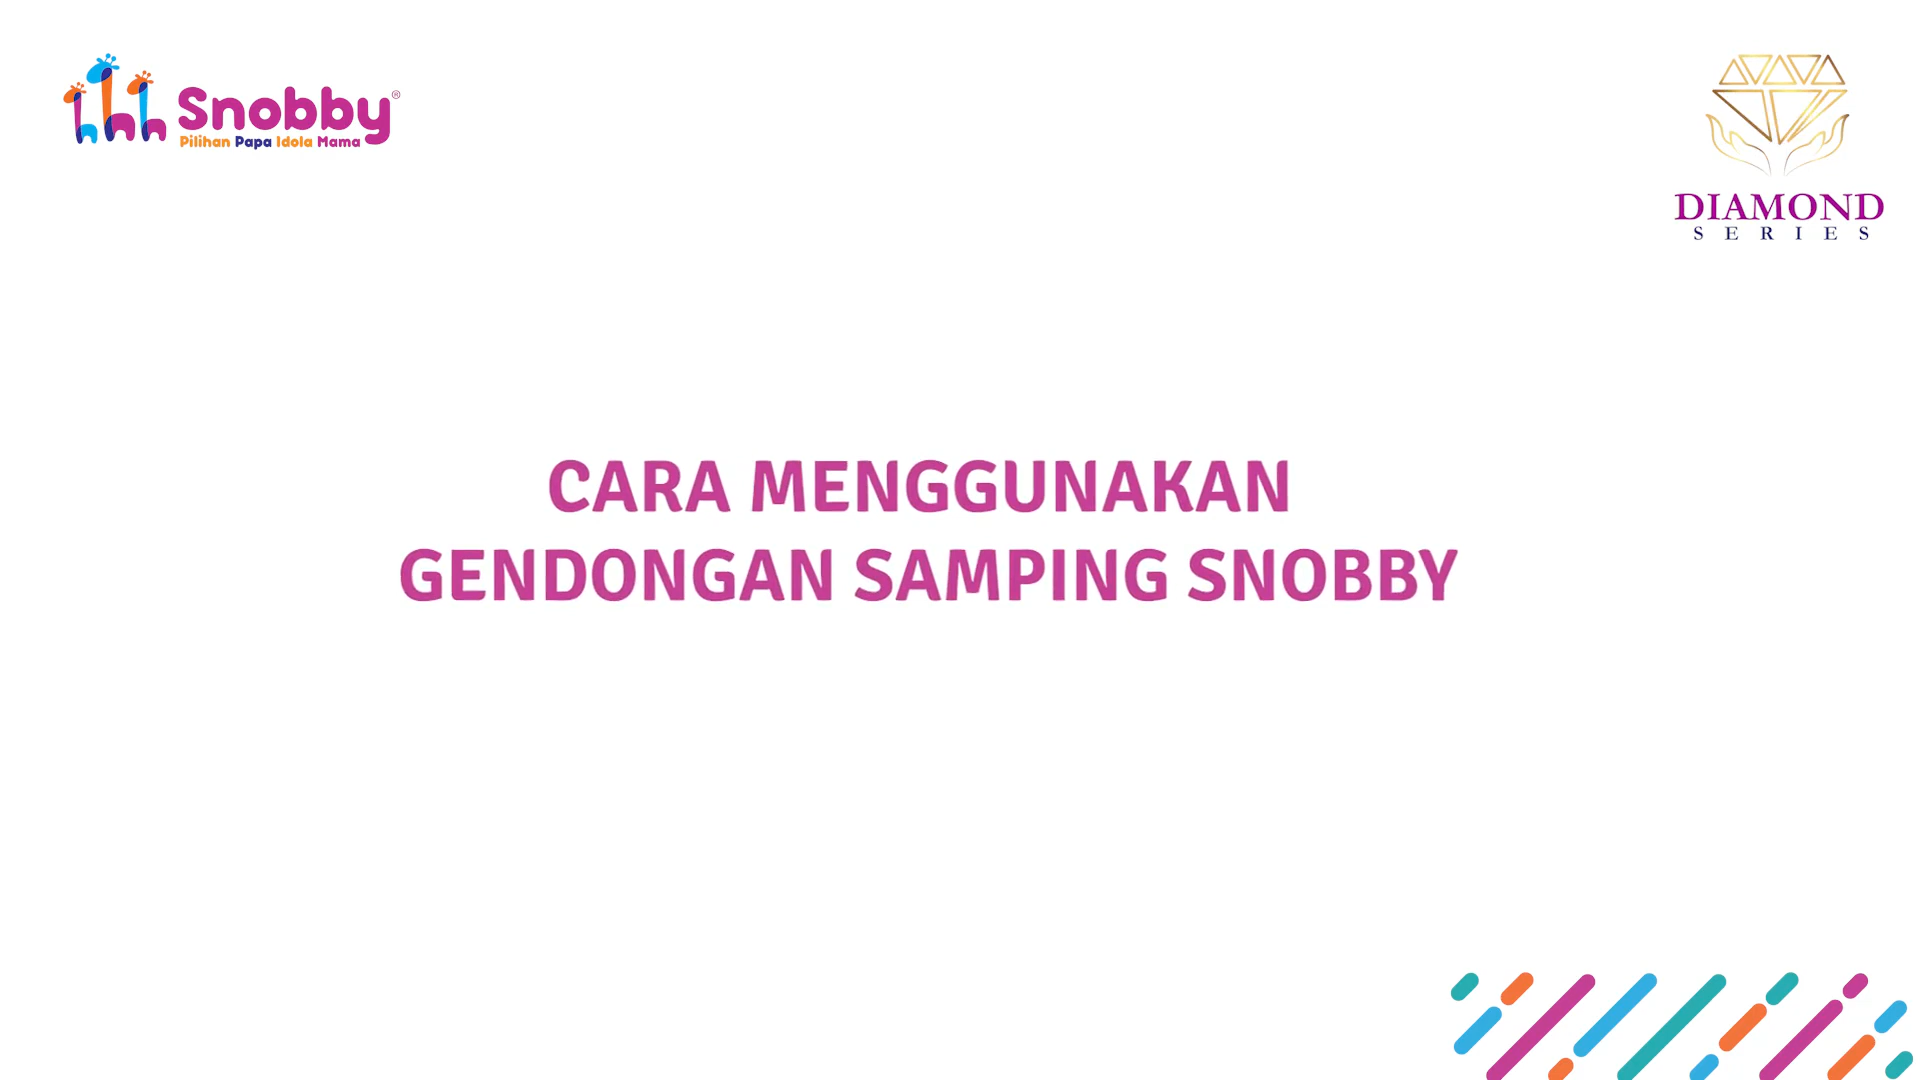 Snobby®
Pilihan Papa Idola Mama
DIAMOND
SERIES
CARA MENGGUNAKAN
GENDONGAN SAMPING SNOBBY